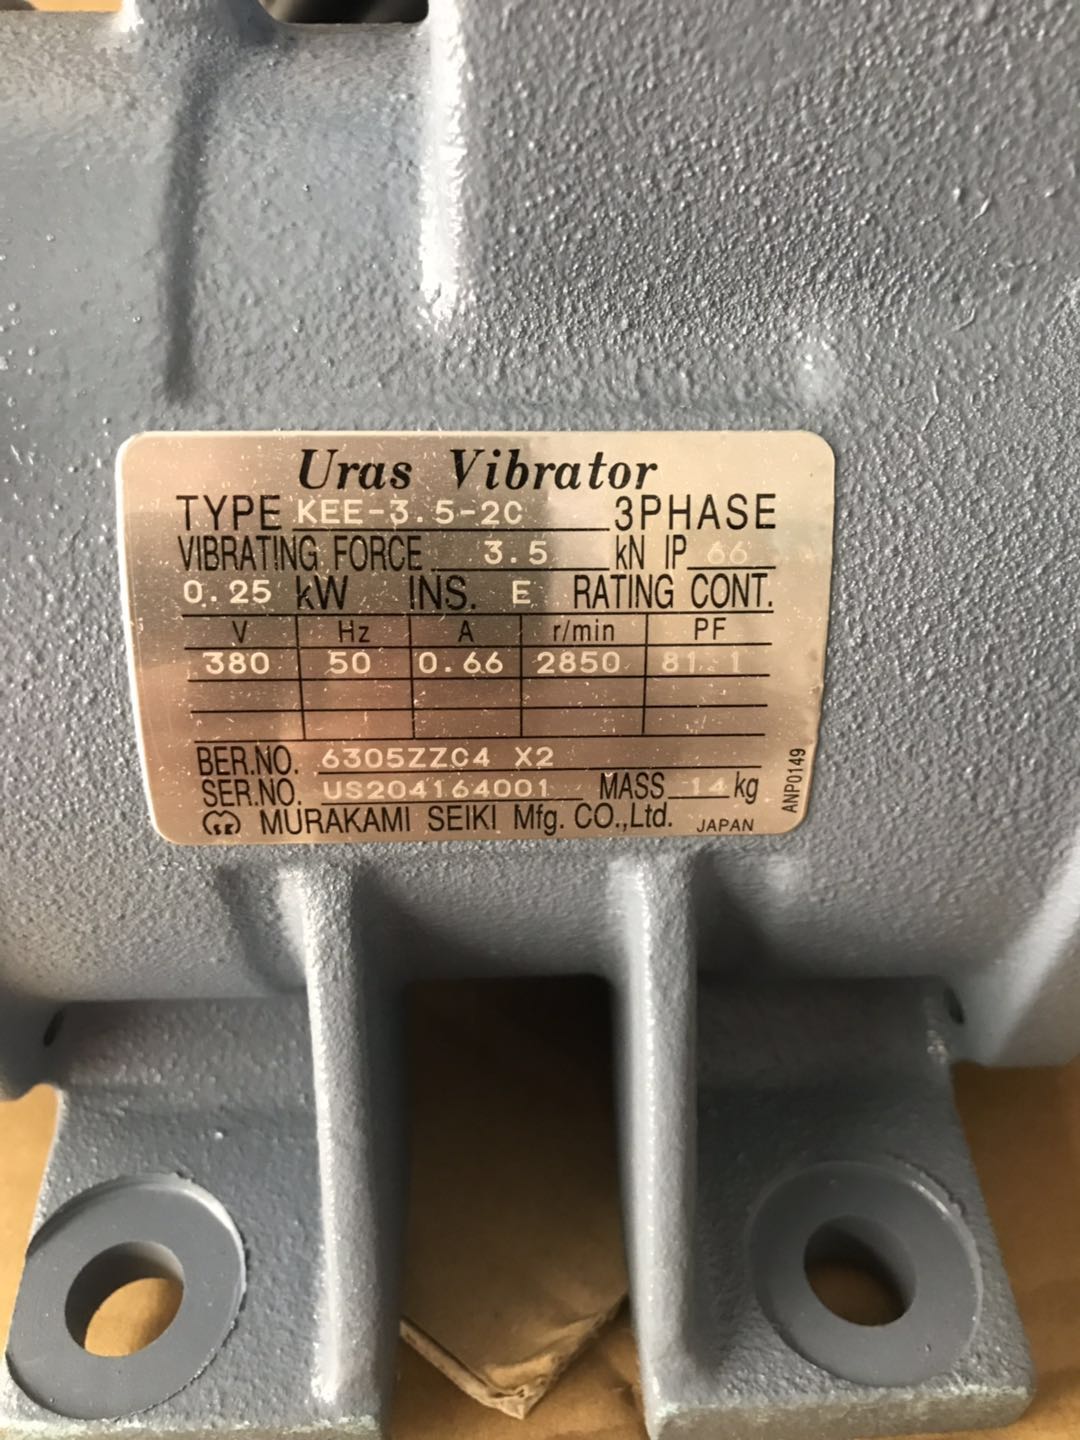 Uras Vibrator
TYPE KEE-3.5-2C 3PHASE
VIBRATING FORCE 3.5 kN IP 66
0.25 kW INS. E RATING CONT.
V Hz A r/min PF
380 50 0.66 2850 81.1
BER.NO. 6305ZZC4 X2
SER.NO. US204164001 MASS 14 kg
MURAKAMI SEIKI Mfg. CO.,Ltd. JAPAN
ANP0149